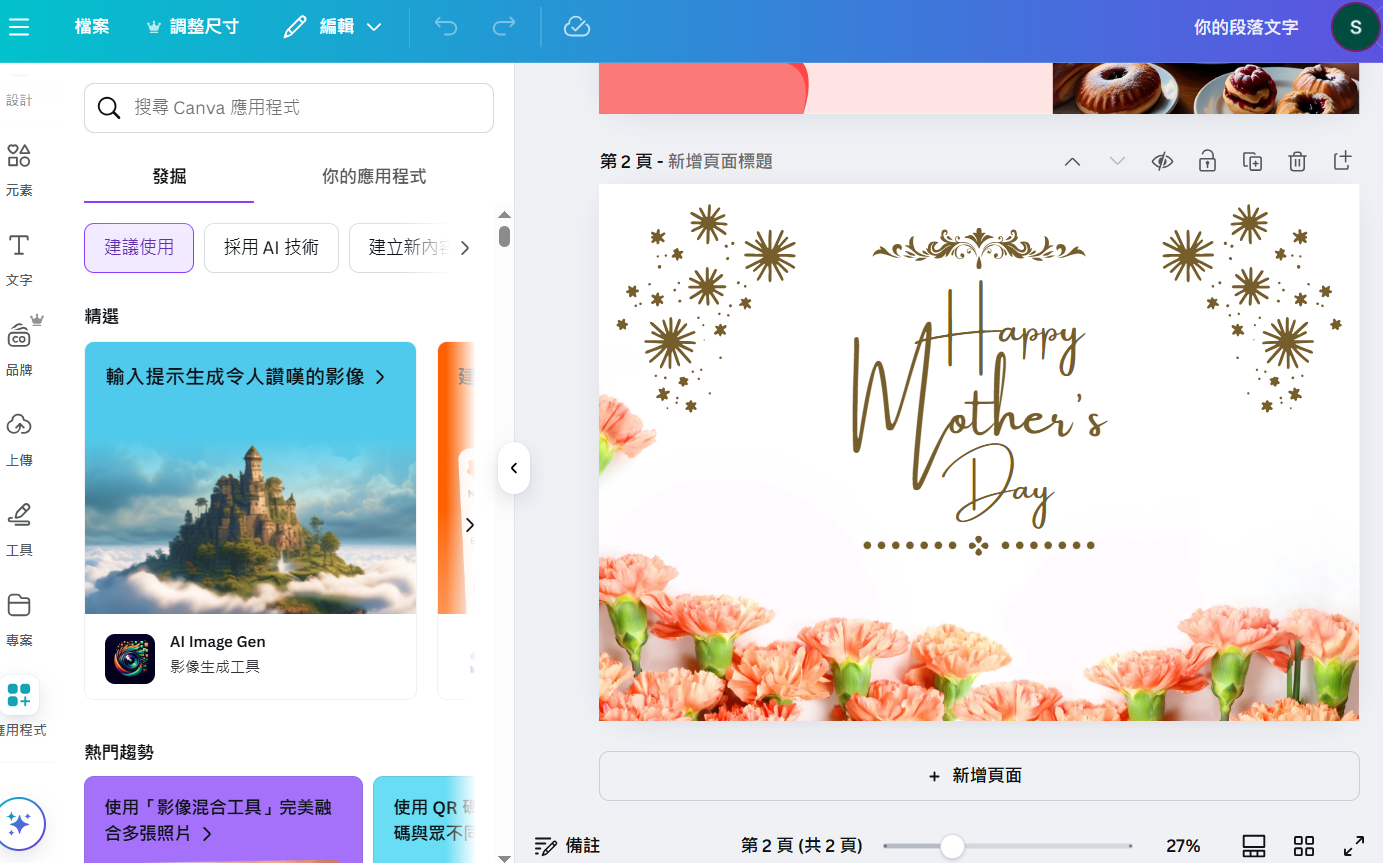 檔案
調整尺寸
編輯
你的段落文字
S
設計
元素
文字
品牌
CO
上傳
工具
專案
應用程式
搜尋 Canva 應用程式
發掘
你的應用程式
建議使用
採用 AI 技術
建立新內容
精選
輸入提示生成令人讚嘆的影像
建
AI Image Gen
影像生成工具
熱門趨勢
使用「影像混合工具」完美融
合多張照片
使用 QR 碼
碼與眾不同
第 2 頁 - 新增頁面標題
Happy
Mother's
Day
+ 新增頁面
備註
第 2 頁 (共 2 頁)
27%